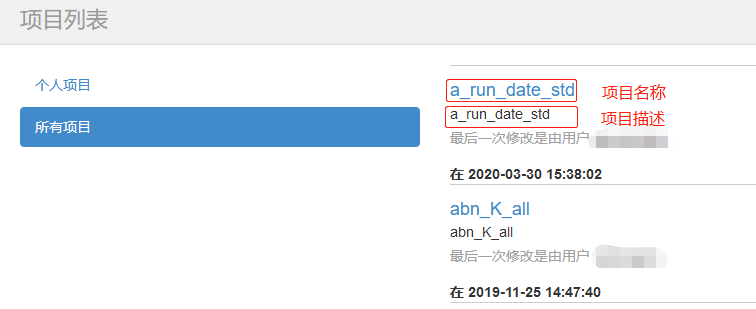 项目列表
个人项目
所有项目
a_run_date_std 项目名称
a_run_date_std 项目描述
最后一次修改是由用户
在 2020-03-30 15:38:02
abn_K_all
abn_K_all
最后一次修改是由用户
在 2019-11-25 14:47:40